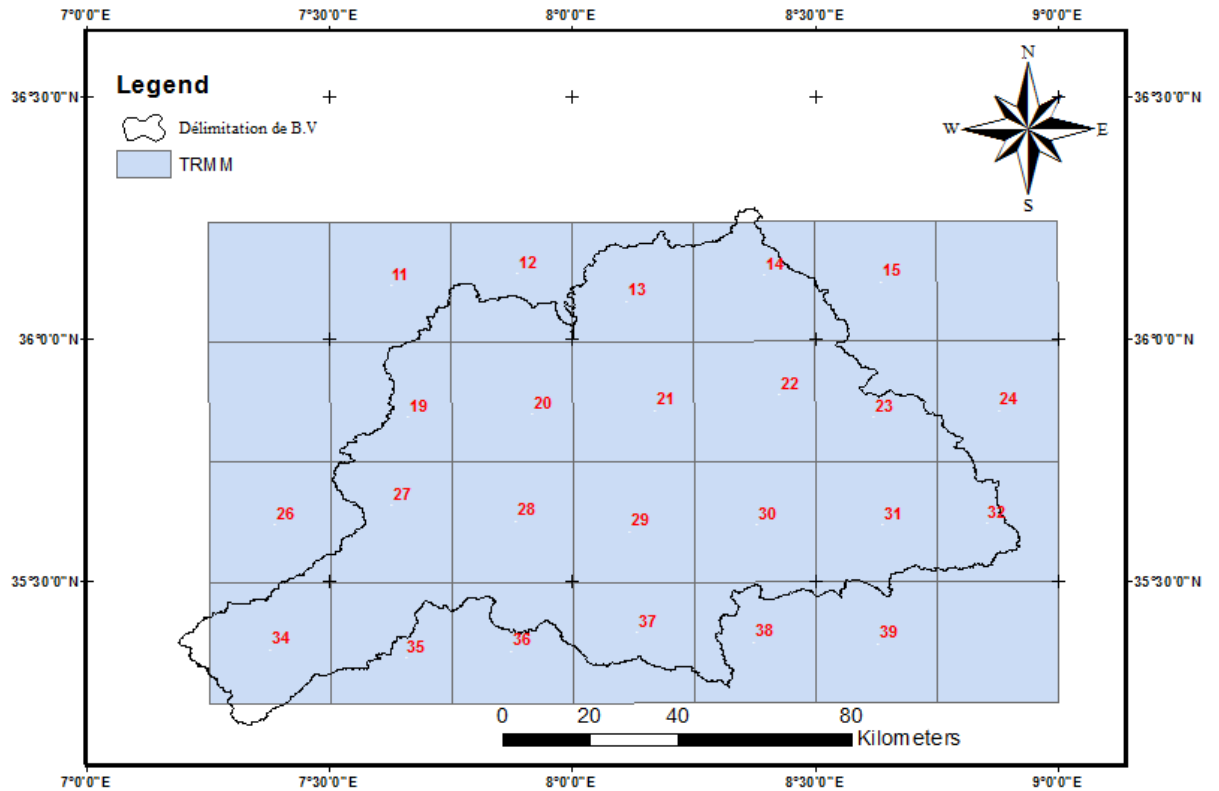 7°0'0"E 7°30'0"E 8°0'0"E 8°30'0"E 9°0'0"E
N
Legend
36°30'0"N 36°30'0"N
Délimitation de B.V
W E
TRMM
S
12 14
11 15
13
36°0'0"N 36°0'0"N
22
19 20 21 23 24
27
26 28 29 30 31 32
35°30'0"N 35°30'0"N
37
34 38 39
35 36
0 20 40 80
Kilometers
7°0'0"E 7°30'0"E 8°0'0"E 8°30'0"E 9°0'0"E